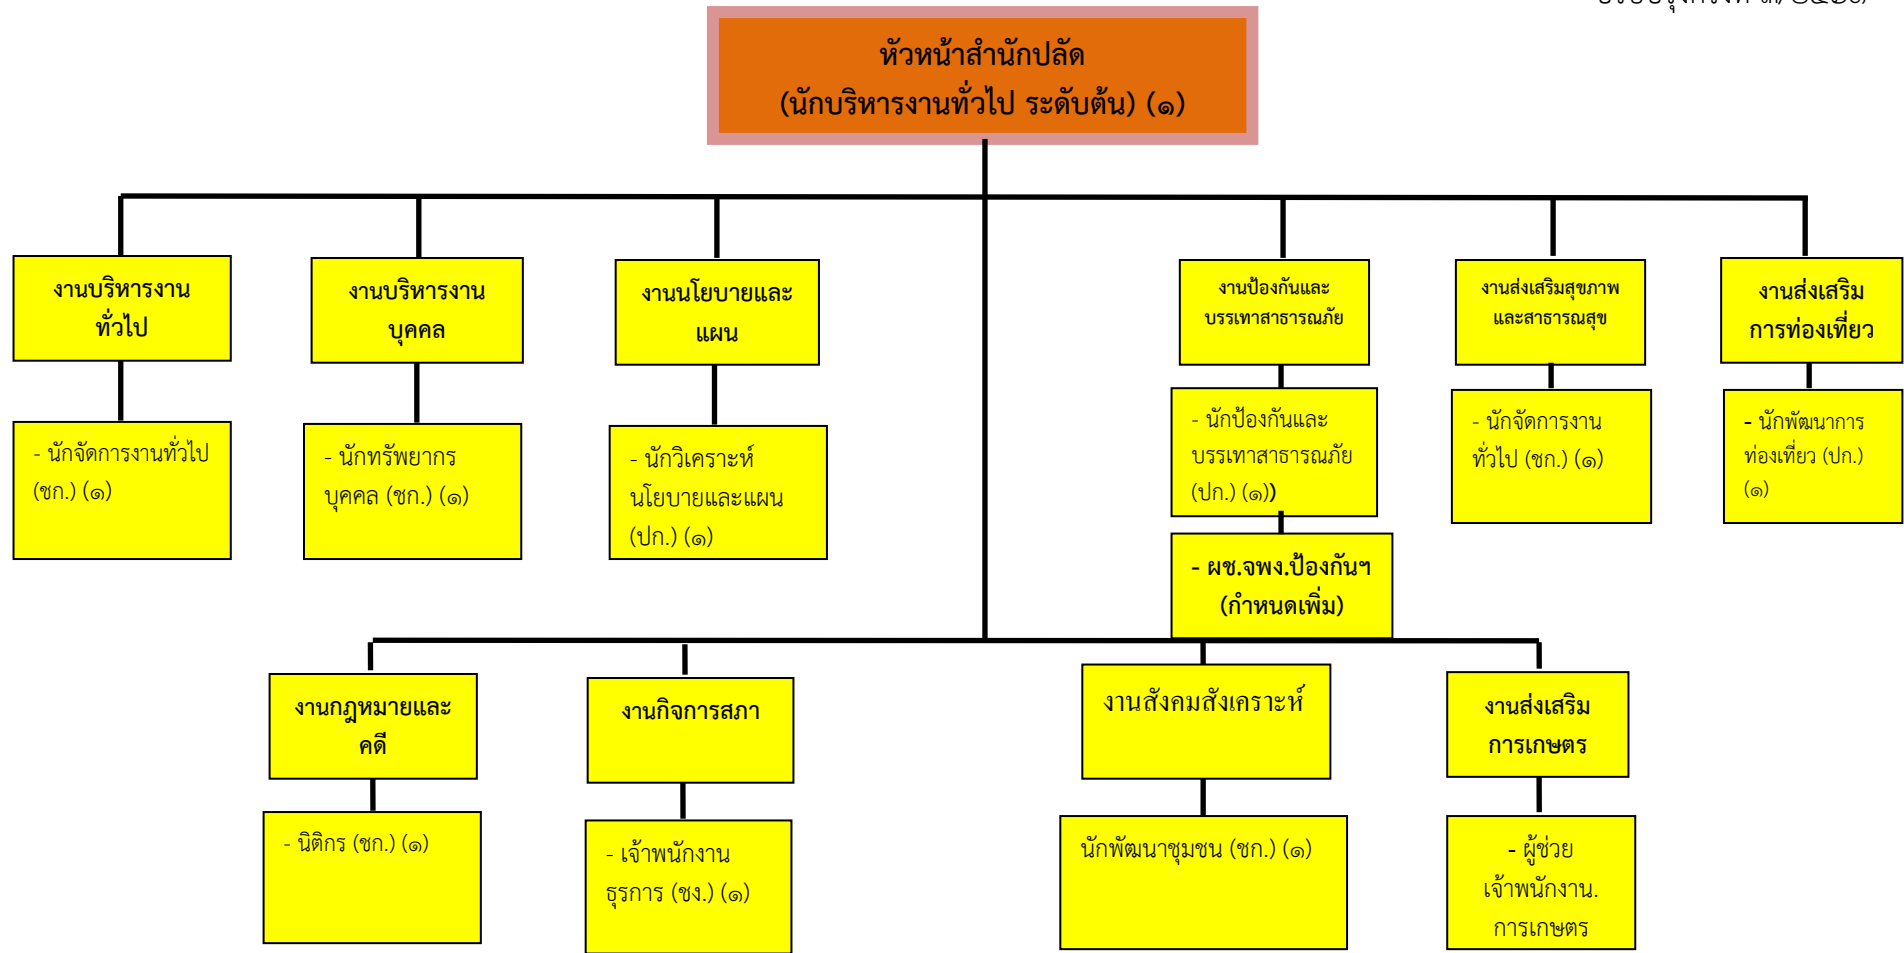 หัวหน้าสำนักปลัด
(นักบริหารงานทั่วไป ระดับต้น) (๑)
งานบริหารงาน
ทั่วไป
งานบริหารงาน
บุคคล
งานนโยบายและ
แผน
งานป้องกันและ
บรรเทาสาธารณภัย
งานส่งเสริมสุขภาพ
และสาธารณสุข
งานส่งเสริม
การท่องเที่ยว
- นักจัดการงานทั่วไป
(ชก.) (๑)
- นักทรัพยากร
บุคคล (ชก.) (๑)
- นักวิเคราะห์
นโยบายและแผน
(ปก.) (๑)
- นักป้องกันและ
บรรเทาสาธารณภัย
(ปก.) (๑))
- นักจัดการงาน
ทั่วไป (ชก.) (๑)
- นักพัฒนาการ
ท่องเที่ยว (ปก.)
(๑)
- ผช.จพง.ป้องกันฯ
(กำหนดเพิ่ม)
งานกฎหมายและ
คดี
งานกิจการสภา
งานสังคมสังเคราะห์
งานส่งเสริม
การเกษตร
- นิติกร (ชก.) (๑)
- เจ้าพนักงาน
ธุรการ (ชง.) (๑)
นักพัฒนาชุมชน (ชก.) (๑)
- ผู้ช่วย
เจ้าพนักงาน.
การเกษตร